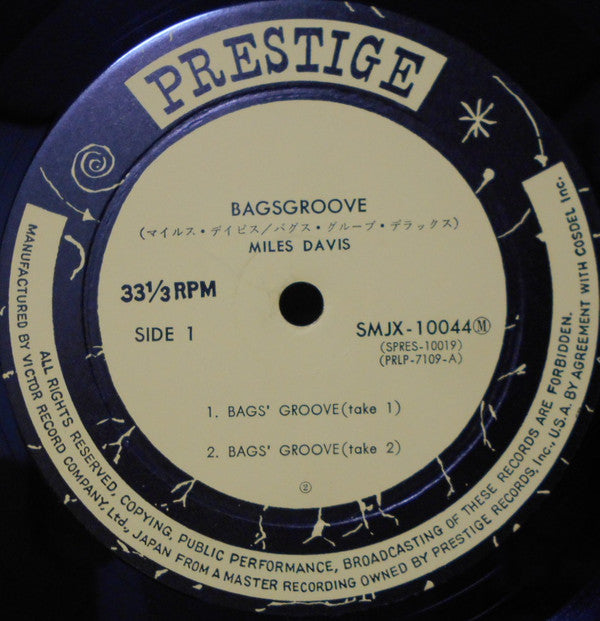 PRESTIGE
BAGSGROOVE
(マイルス・デイビス/バグス・グルーブ・デラックス)
MILES DAVIS
33⅓ RPM
SIDE 1
SMJX-10044Ⓜ
(SPRES-10019)
(PRLP-7109-A)
1. BAGS' GROOVE (take 1)
2. BAGS' GROOVE (take 2)
②
ALL RIGHTS RESERVED. COPYING, PUBLIC PERFORMANCE, BROADCASTING OF THESE RECORDS ARE FORBIDDEN.
MANUFACTURED BY VICTOR RECORD COMPANY, Ltd., JAPAN FROM A MASTER RECORDING OWNED BY PRESTIGE RECORDS, Inc., U.S.A. BY AGREEMENT WITH COSDEL Inc.